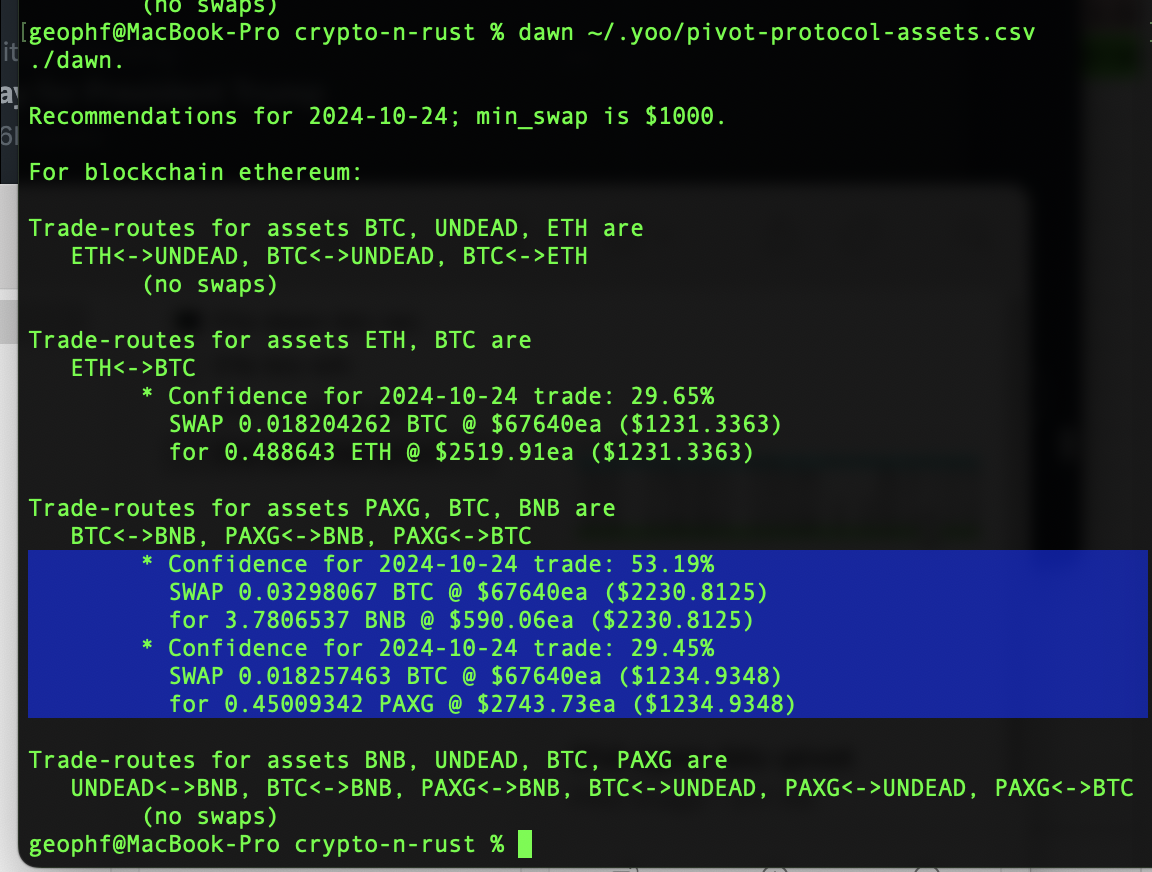 (no swaps)
geophf@MacBook-Pro crypto-n-rust % dawn ~/.yoo/pivot-protocol-assets.csv
./dawn.
Recommendations for 2024-10-24; min_swap is $1000.
For blockchain ethereum:
Trade-routes for assets BTC, UNDEAD, ETH are
ETH<->UNDEAD, BTC<->UNDEAD, BTC<->ETH
(no swaps)
Trade-routes for assets ETH, BTC are
ETH<->BTC
* Confidence for 2024-10-24 trade: 29.65%
SWAP 0.018204262 BTC @ $67640ea ($1231.3363)
for 0.488643 ETH @ $2519.91ea ($1231.3363)
Trade-routes for assets PAXG, BTC, BNB are
BTC<->BNB, PAXG<->BNB, PAXG<->BTC
* Confidence for 2024-10-24 trade: 53.19%
SWAP 0.03298067 BTC @ $67640ea ($2230.8125)
for 3.7806537 BNB @ $590.06ea ($2230.8125)
* Confidence for 2024-10-24 trade: 29.45%
SWAP 0.018257463 BTC @ $67640ea ($1234.9348)
for 0.45009342 PAXG @ $2743.73ea ($1234.9348)
Trade-routes for assets BNB, UNDEAD, BTC, PAXG are
UNDEAD<->BNB, BTC<->BNB, PAXG<->BNB, BTC<->UNDEAD, PAXG<->UNDEAD, PAXG<->BTC
(no swaps)
geophf@MacBook-Pro crypto-n-rust %